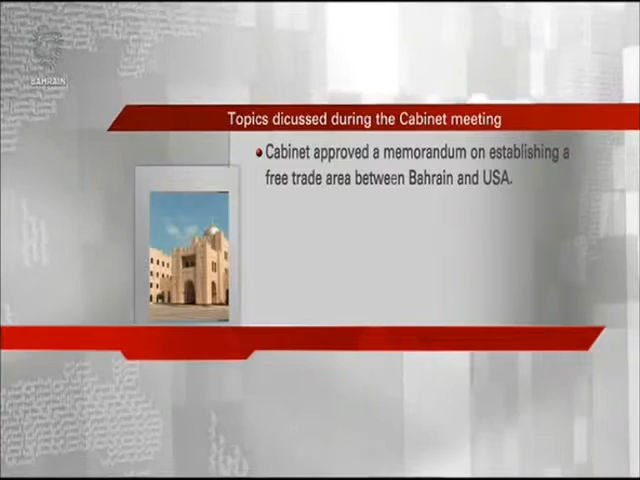 BAHRAIN
Topics dicussed during the Cabinet meeting
Cabinet approved a memorandum on establishing a
free trade area between Bahrain and USA.